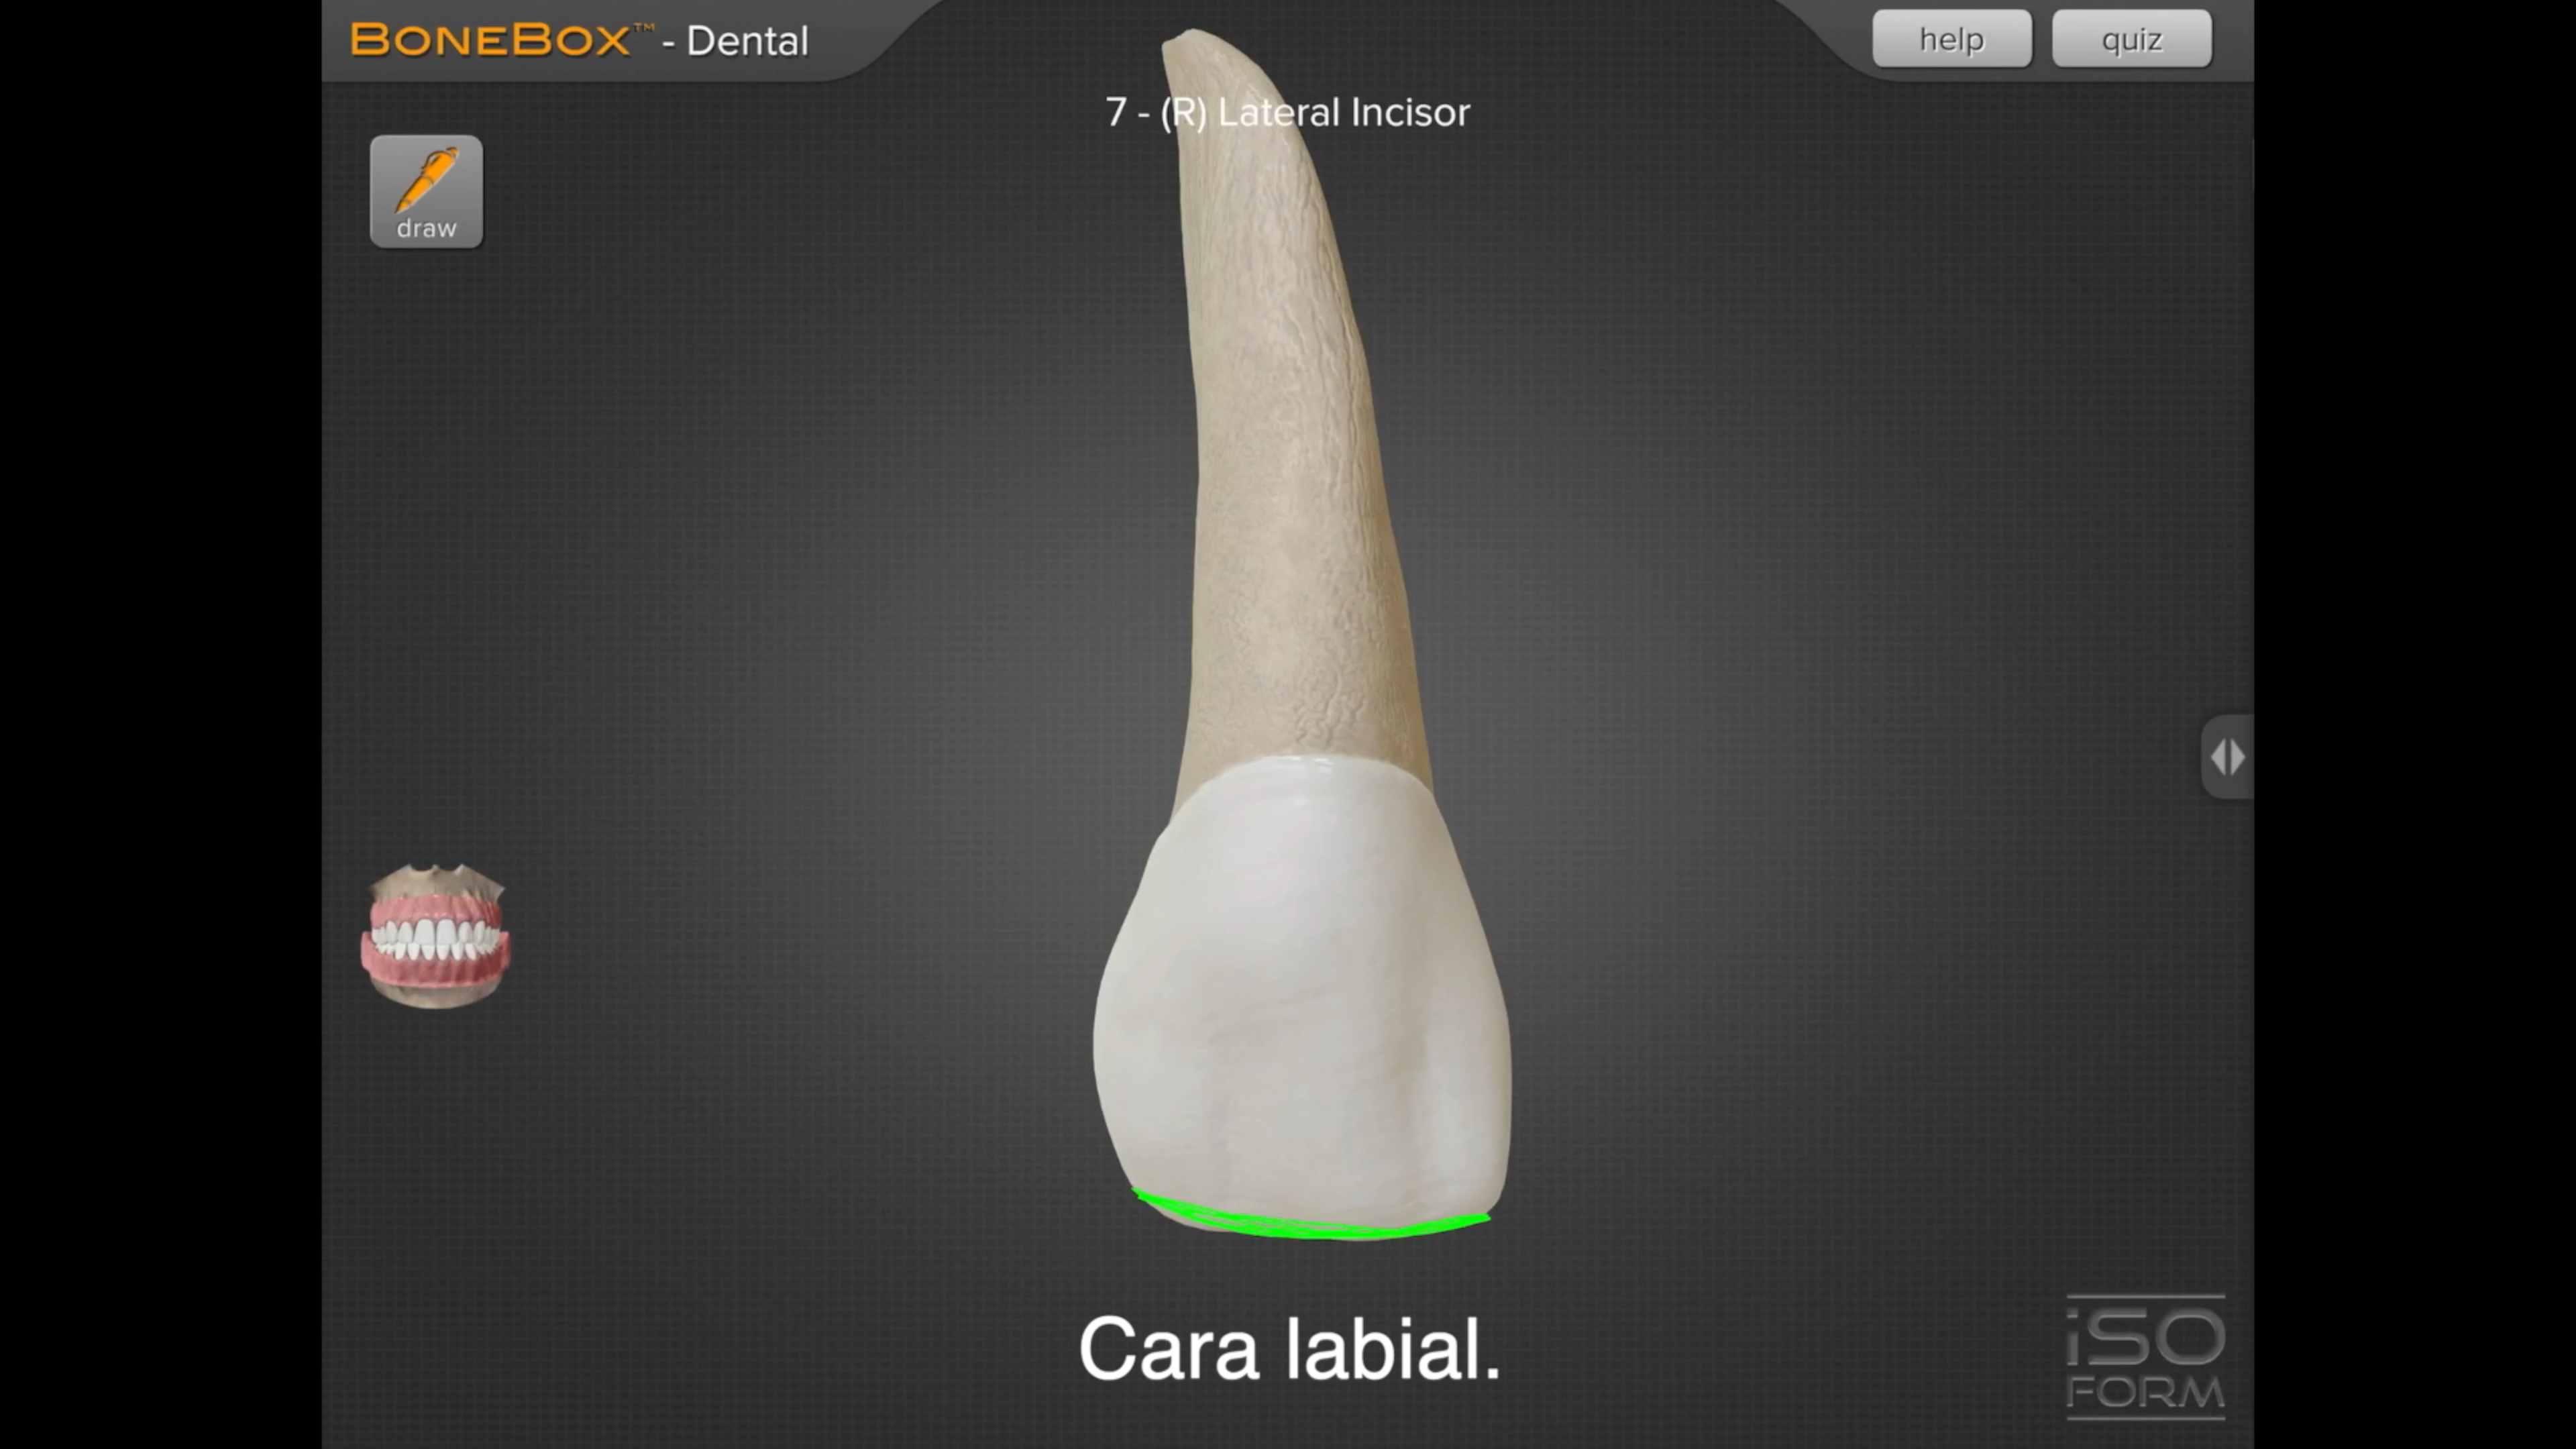 BONEBOX™ - Dental
help
quiz
7 - (R) Lateral Incisor
draw
Cara labial.
iSO
FORM